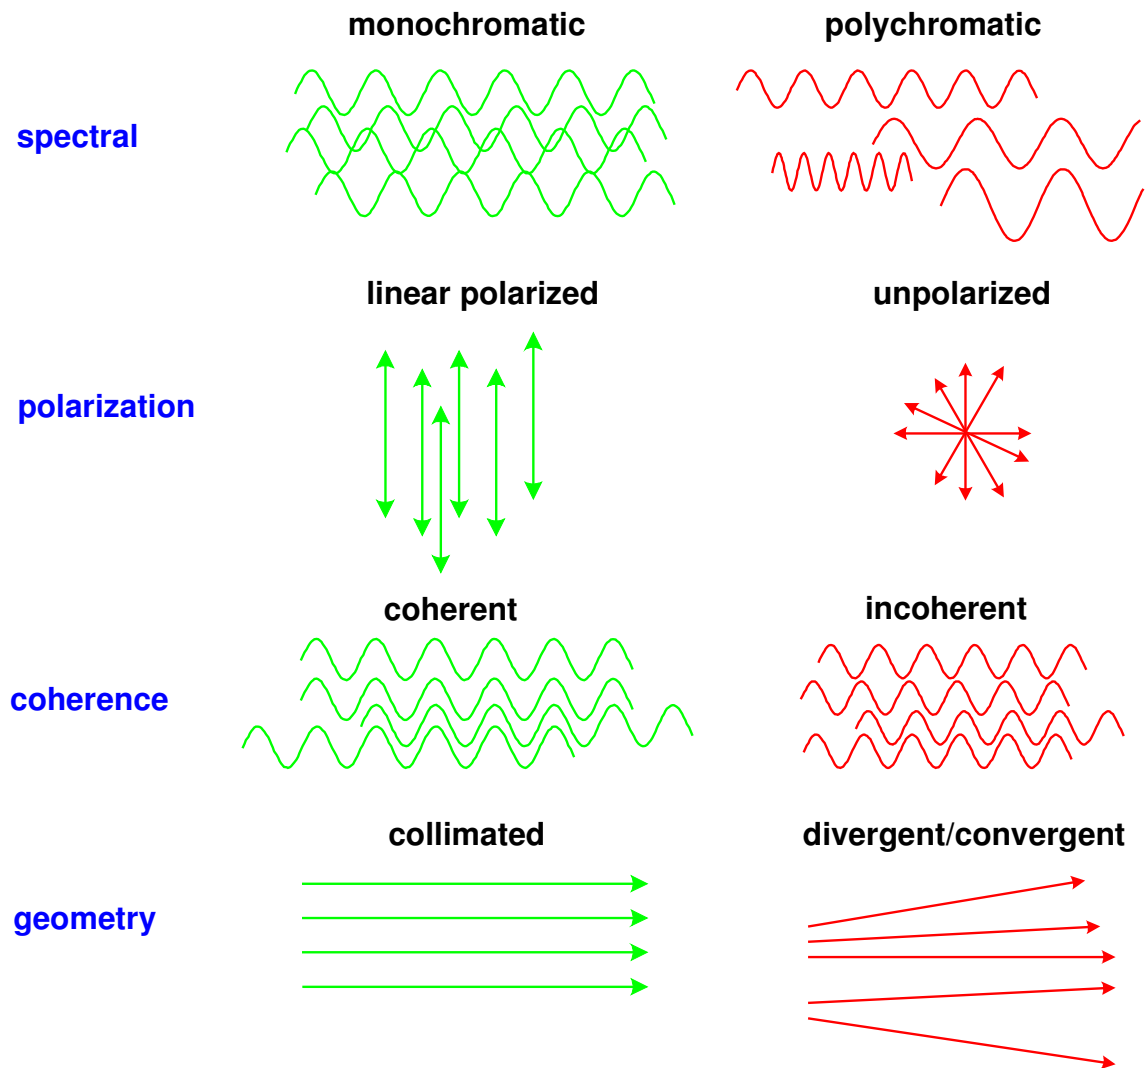 monochromatic
polychromatic
spectral
linear polarized
unpolarized
polarization
coherent
incoherent
coherence
collimated
divergent/convergent
geometry